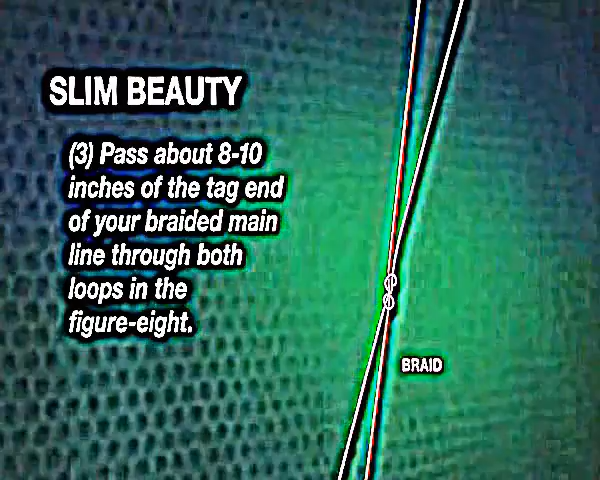 SLIM BEAUTY
(3) Pass about 8-10
inches of the tag end
of your braided main
line through both
loops in the
figure-eight.
BRAID